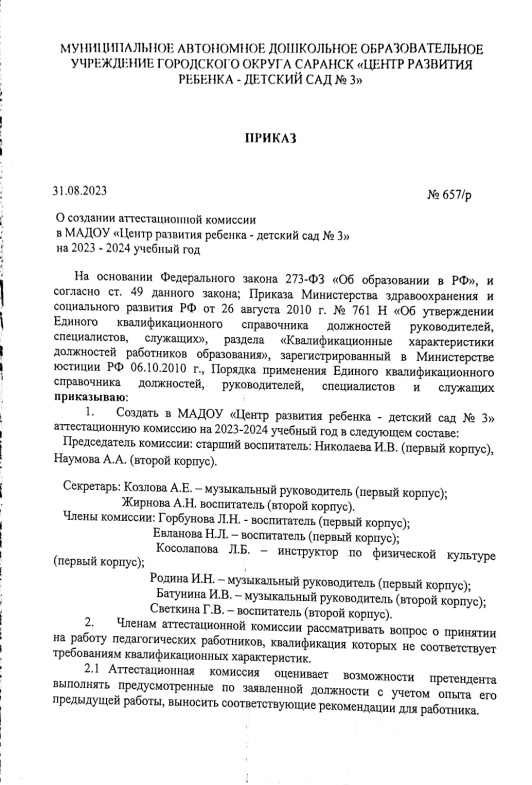 МУНИЦИПАЛЬНОЕ АВТОНОМНОЕ ДОШКОЛЬНОЕ ОБРАЗОВАТЕЛЬНОЕ
УЧРЕЖДЕНИЕ ГОРОДСКОГО ОКРУГА САРАНСК «ЦЕНТР РАЗВИТИЯ
РЕБЕНКА - ДЕТСКИЙ САД № 3»
ПРИКАЗ
31.08.2023 № 657/р
О создании аттестационной комиссии
в МАДОУ «Центр развития ребенка - детский сад № 3»
на 2023 - 2024 учебный год
На основании Федерального закона 273-ФЗ «Об образовании в РФ», и
согласно ст. 49 данного закона; Приказа Министерства здравоохранения и
социального развития РФ от 26 августа 2010 г. № 761 Н «Об утверждении
Единого квалификационного справочника должностей руководителей,
специалистов, служащих», раздела «Квалификационные характеристики
должностей работников образования», зарегистрированный в Министерстве
юстиции РФ 06.10.2010 г., Порядка применения Единого квалификационного
справочника должностей, руководителей, специалистов и служащих
приказываю:
1. Создать в МАДОУ «Центр развития ребенка - детский сад № 3»
аттестационную комиссию на 2023-2024 учебный год в следующем составе:
Председатель комиссии: старший воспитатель: Николаева И.В. (первый корпус),
Наумова А.А. (второй корпус).
Секретарь: Козлова А.Е. – музыкальный руководитель (первый корпус);
Жирнова А.Н. воспитатель (второй корпус).
Члены комиссии: Горбунова Л.Н. - воспитатель (первый корпус);
Евланова Н.Л. – воспитатель (первый корпус);
Косолапова Л.Б. – инструктор по физической культуре
(первый корпус);
Родина И.Н. – музыкальный руководитель (первый корпус);
Батунина И.В. – музыкальный руководитель (второй корпус);
Светкина Г.В. – воспитатель (второй корпус).
2. Членам аттестационной комиссии рассматривать вопрос о принятии
на работу педагогических работников, квалификация которых не соответствует
требованиям квалификационных характеристик.
2.1 Аттестационная комиссия оценивает возможности претендента
выполнять предусмотренные по заявленной должности с учетом опыта его
предыдущей работы, выносить соответствующие рекомендации для работника.